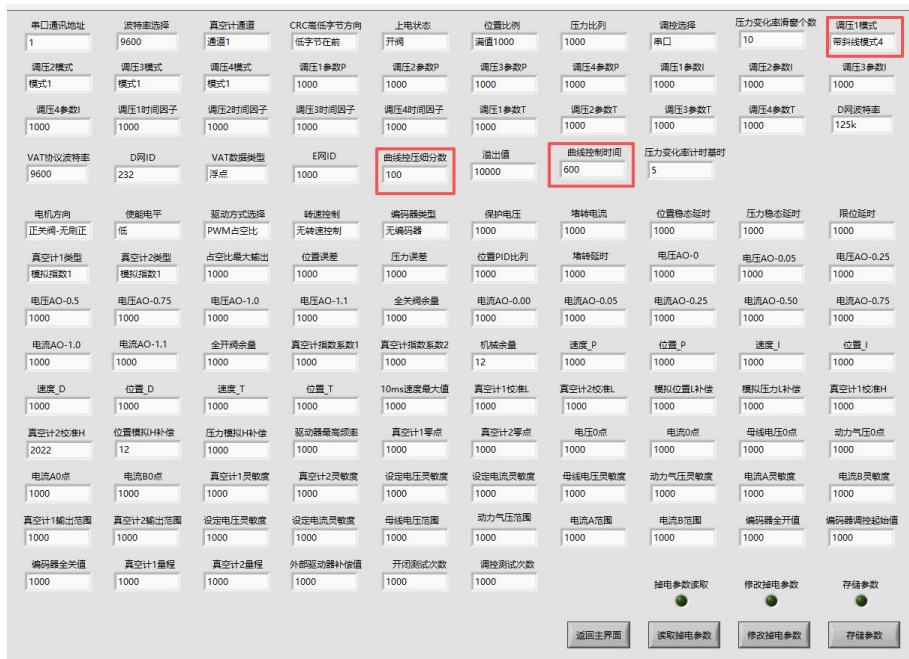 串口通讯地址 波特率选择 真空计通道 CRC高低字节方向 上电状态 位置比例 压力比列 调控选择 压力变化率滑窗个数 调压1模式
1 9600 通道1 低字节在前 开阀 满值1000 1000 串口 10 带斜线模式4
调压2模式 调压3模式 调压4模式 调压1参数P 调压2参数P 调压3参数P 调压4参数P 调压1参数I 调压2参数I 调压3参数I
模式1 模式1 模式1 1000 1000 1000 1000 1000 1000 1000
调压4参数I 调压1时间因子 调压2时间因子 调压3时间因子 调压4时间因子 调压1参数T 调压2参数T 调压3参数T 调压4参数T D网波特率
1000 1000 1000 1000 1000 1000 1000 1000 1000 125k
VAT协议波特率 D网ID VAT数据类型 E网ID 曲线控压细分数 溢出值 曲线控制时间 压力变化率计时基时
9600 232 浮点 1000 100 10000 600 5
电机方向 使能电平 驱动方式选择 转速控制 编码器类型 保护电压 堵转电流 位置稳态延时 压力稳态延时 限位延时
正关阀-无刷正 低 PWM占空比 无转速控制 无编码器 1000 1000 1000 1000 1000
真空计1类型 真空计2类型 占空比最大输出 位置误差 压力误差 位置PID比列 堵转延时 电压AO-0 电压AO-0.05 电压AO-0.25
模拟指数1 模拟指数1 1000 1000 1000 1000 1000 1000 1000 1000
电压AO-0.5 电压AO-0.75 电压AO-1.0 电压AO-1.1 全关阀余量 电流AO-0.00 电流AO-0.05 电流AO-0.25 电流AO-0.50 电流AO-0.75
1000 1000 1000 1000 1000 1000 1000 1000 1000 1000
电流AO-1.0 电流AO-1.1 全开阀余量 真空计指数系数1 真空计指数系数2 机械余量 速度_P 位置_P 速度_I 位置_I
1000 1000 1000 1000 1000 12 1000 1000 1000 1000
速度_D 位置_D 速度_T 位置_T 10ms速度最大值 真空计1校准L 真空计2校准L 模拟位置L补偿 模拟压力L补偿 真空计1校准H
1000 1000 1000 1000 1000 1000 1000 1000 1000 1000
真空计2校准H 位置模拟H补偿 压力模拟H补偿 驱动器最高频率 真空计1零点 真空计2零点 电压0点 电流0点 母线电压0点 动力气压0点
2022 12 1000 1000 1000 1000 1000 1000 1000 1000
电流A0点 电流B0点 真空计1灵敏度 真空计2灵敏度 设定电压灵敏度 设定电流灵敏度 母线电压灵敏度 动力气压灵敏度 电流A灵敏度 电流B灵敏度
1000 1000 1000 1000 1000 1000 1000 1000 1000 1000
真空计1输出范围 真空计2输出范围 设定电压灵敏度 设定电流灵敏度 母线电压范围 动力气压范围 电流A范围 电流B范围 编码器全开值 编码器调控起始值
1000 1000 1000 1000 1000 1000 1000 1000 1000 1000
编码器全关值 真空计1量程 真空计2量程 外部驱动器补偿值 开闭测试次数 调控测试次数
1000 1000 1000 1000 1000 1000
掉电参数读取 修改掉电参数 存储参数
返回主界面 读取掉电参数 修改掉电参数 存储参数